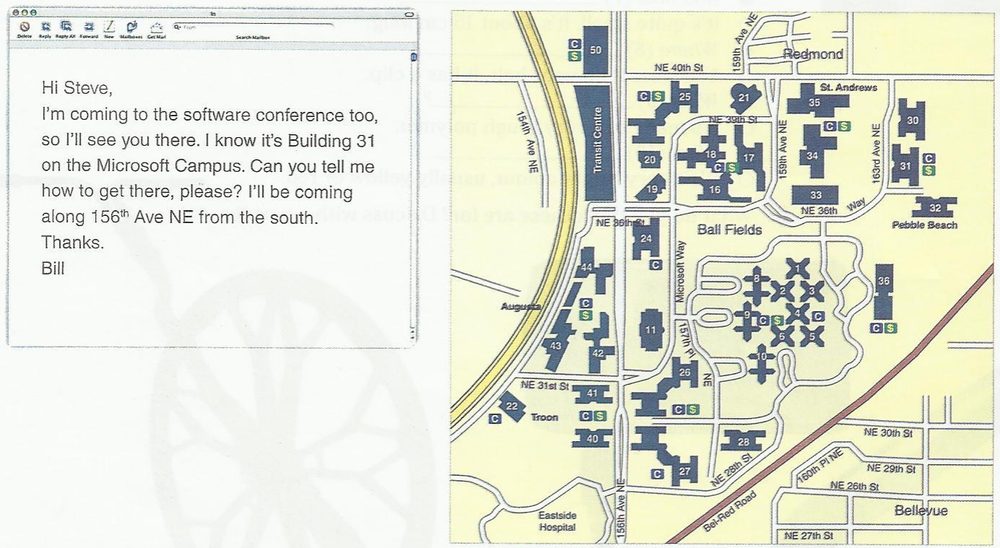 Delete Reply Reply All Forward New Mailboxes Get Mail
Search Mailbox
Hi Steve,
I'm coming to the software conference too,
so I'll see you there. I know it's Building 31
on the Microsoft Campus. Can you tell me
how to get there, please? I'll be coming
along 156th Ave NE from the south.
Thanks.
Bill
50
C
S
NE 40th St
159th Ave NE
Redmond
154th Ave NE
Transit Centre
C S
25
21
St. Andrews
35
C S
30
NE 39th St
20
18
17
C S
19
16
159th Ave NE
34
163rd Ave NE
31
C
S
33
NE 36th
Way
32
Pebble Beach
NE 36th St
24
C
Ball Fields
44
Microsoft Way
Augusta
C
S
43
42
11
157th Pl
NE
8
1
2
3
9
C S
4
C
6
5
10
36
C S
NE 31st St
26
C S
22
C
Troon
41
C S
40
28
27
C
NE 28th St
156th Ave NE
Eastside
Hospital
Bel-Red Road
160th Pl NE
NE 30th St
NE 29th St
NE 26th St
Bellevue
NE 27th St